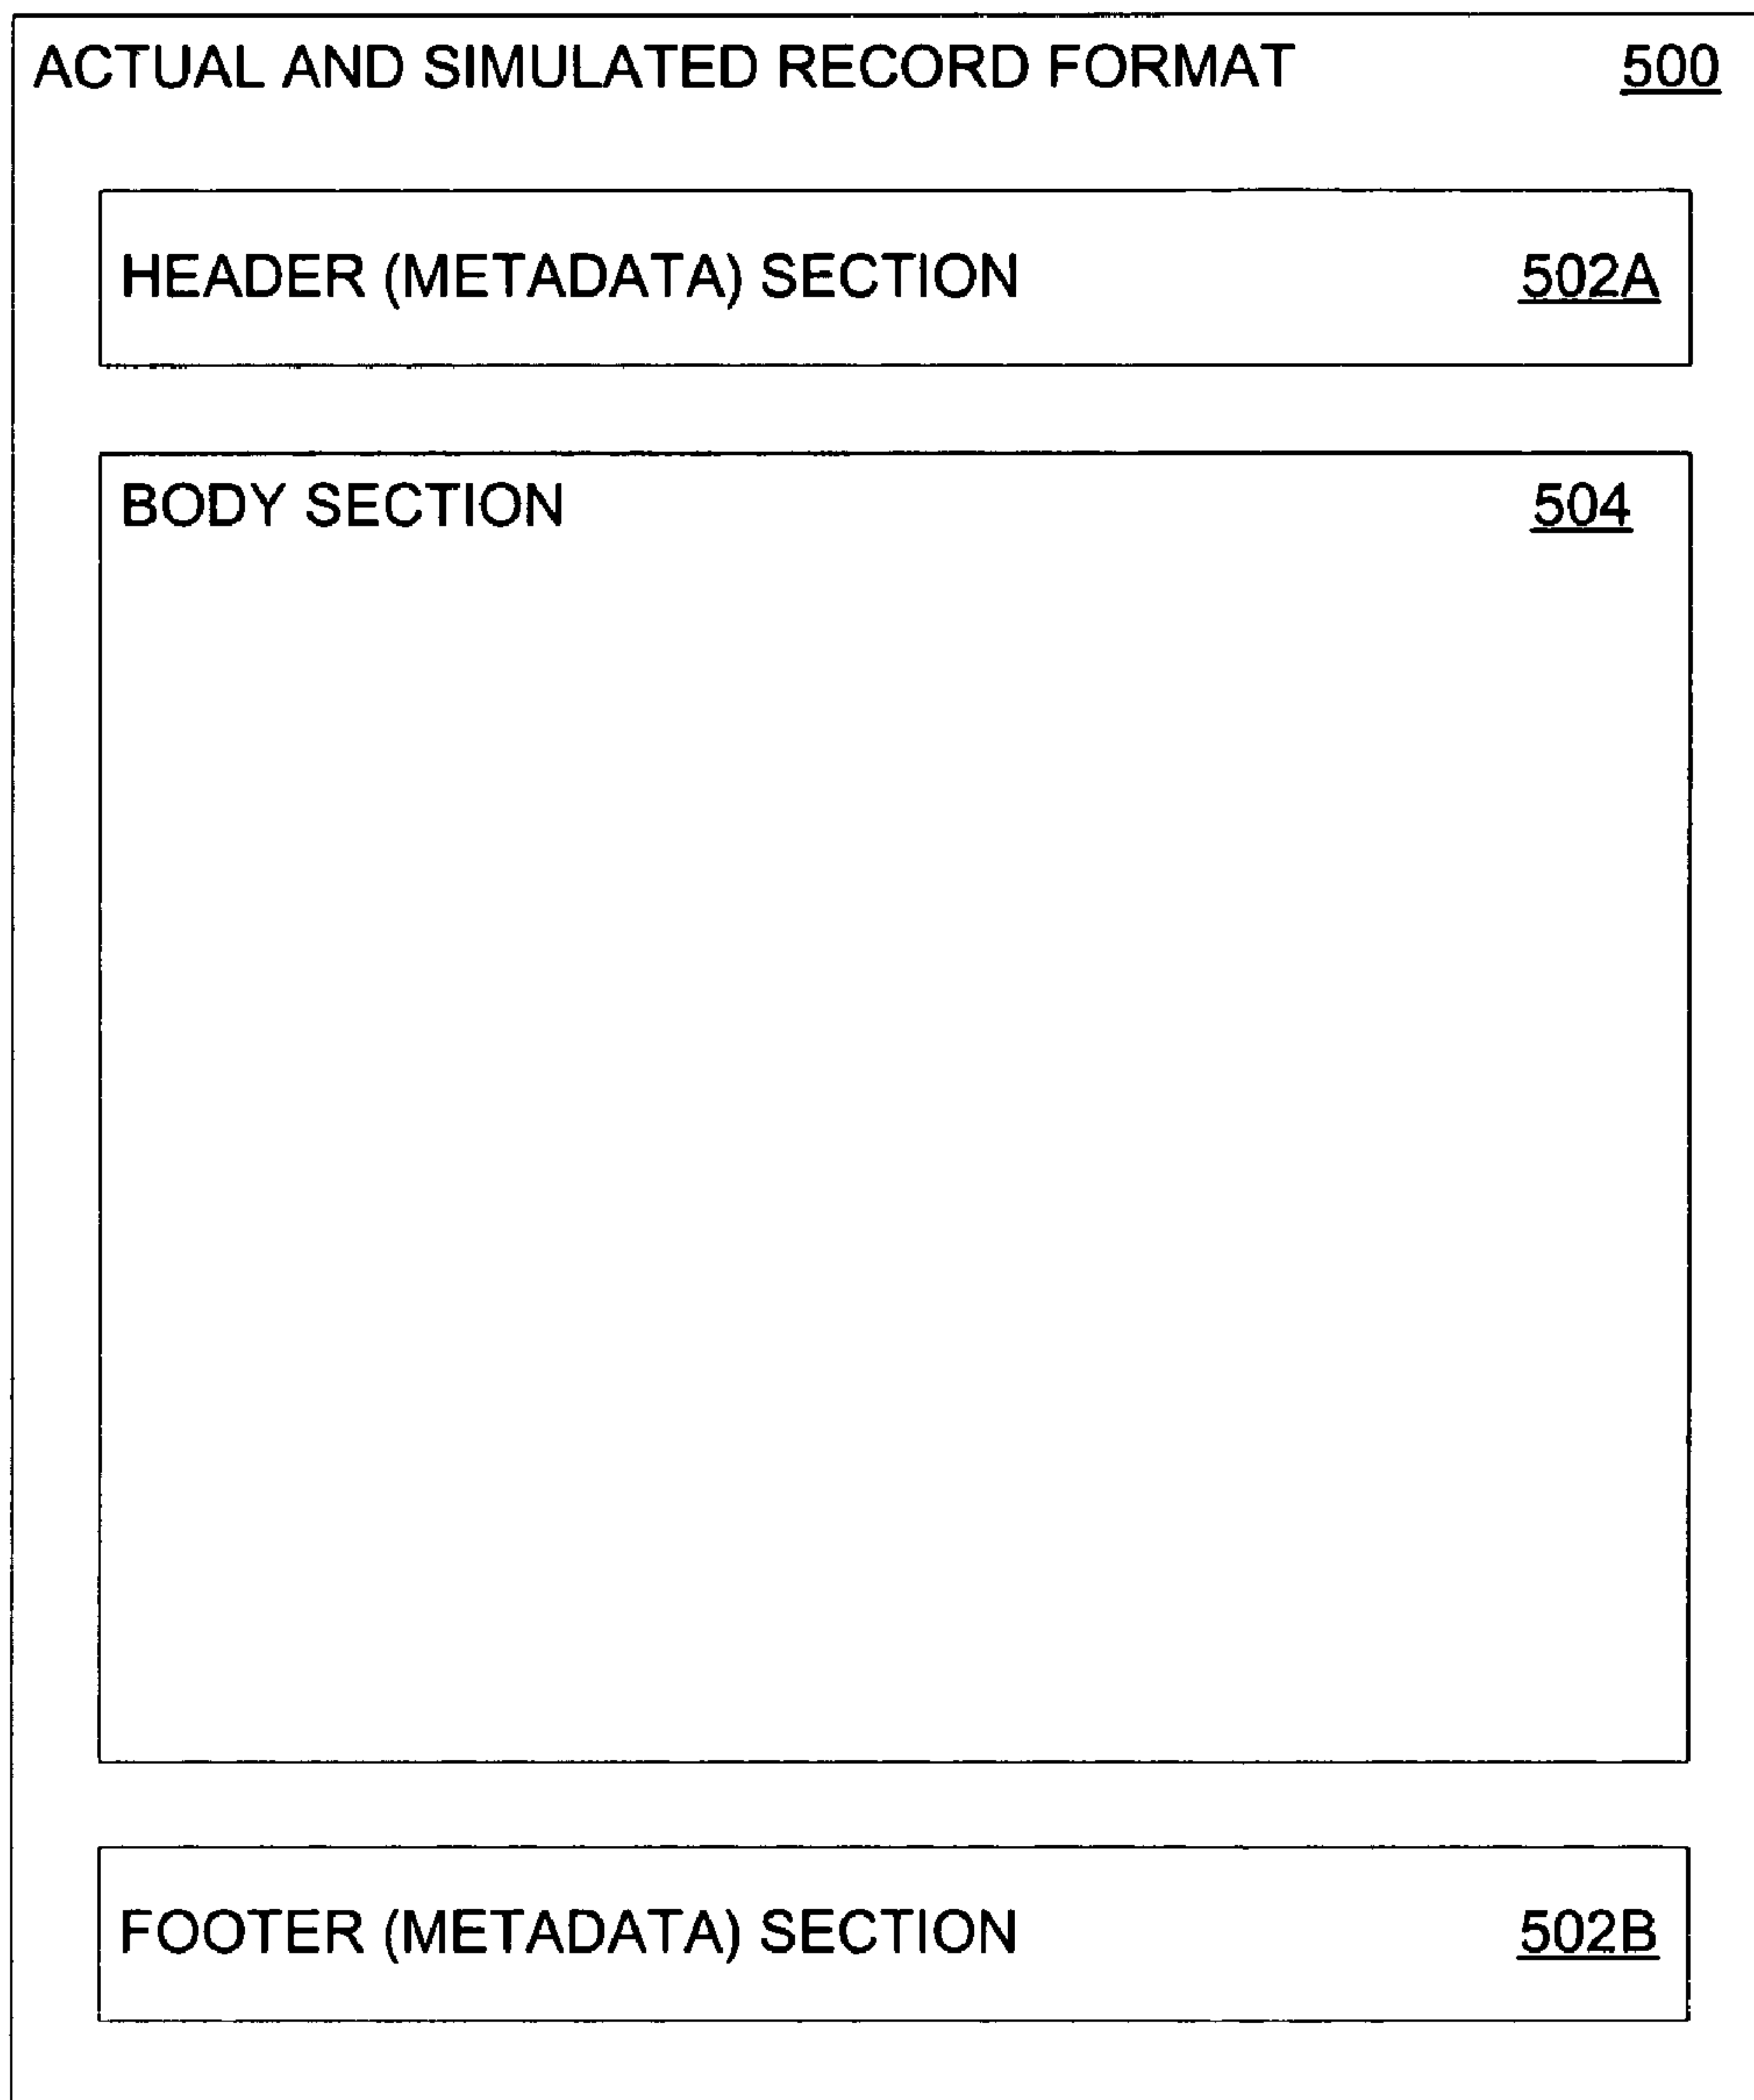 ACTUAL AND SIMULATED RECORD FORMAT 500
HEADER (METADATA) SECTION 502A
BODY SECTION 504
FOOTER (METADATA) SECTION 502B